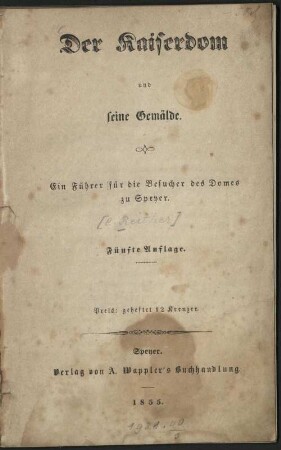 Der Kaiserdom
und
seine Gemälde.
Ein Führer für die Besucher des Domes
zu Speyer.
Fünfte Auflage.
Preis: geheftet 12 Kreuzer.
Speyer.
Verlag von A. Wappler's Buchhandlung
1855.